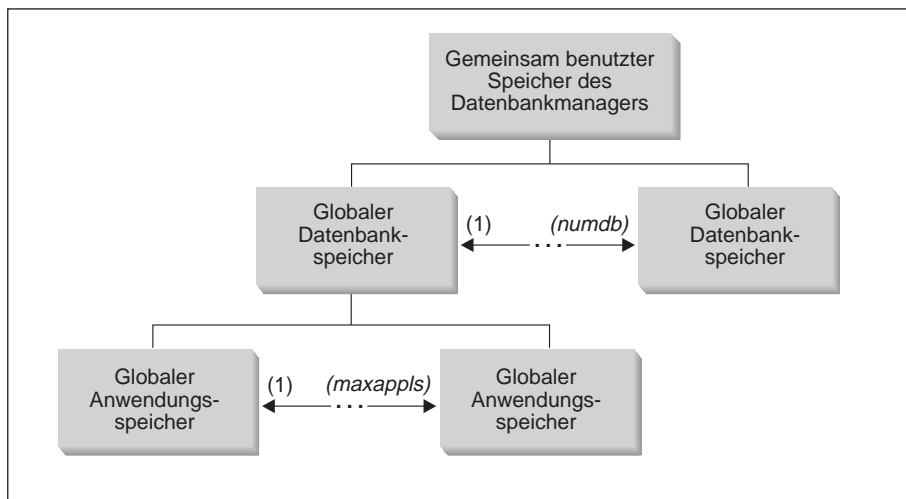 Gemeinsam benutzter
Speicher des
Datenbankmanagers
Globaler
Datenbank-
speicher
(1)
...
(numdb)
Globaler
Datenbank-
speicher
Globaler
Anwendungs-
speicher
(1)
...
(maxappls)
Globaler
Anwendungs-
speicher